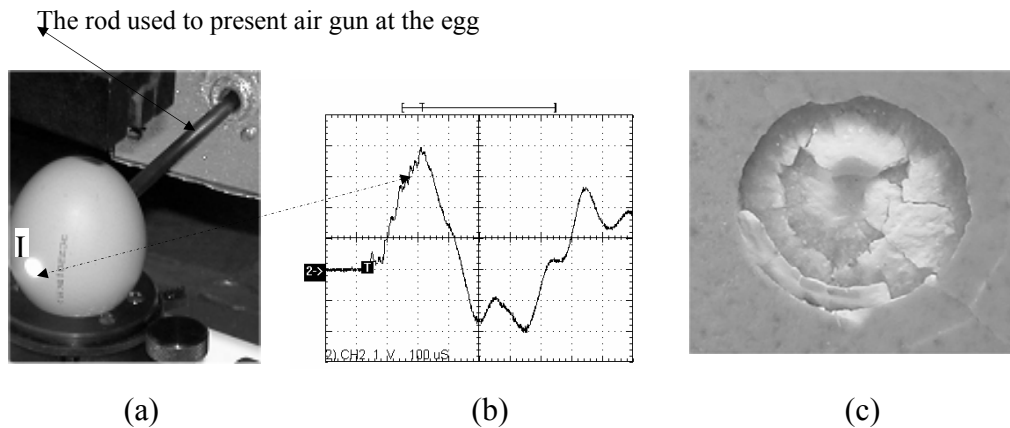 The rod used to present air gun at the egg
T
I
2->
T
2) CH2, 1, V, 100 uS
(a)
(b)
(c)